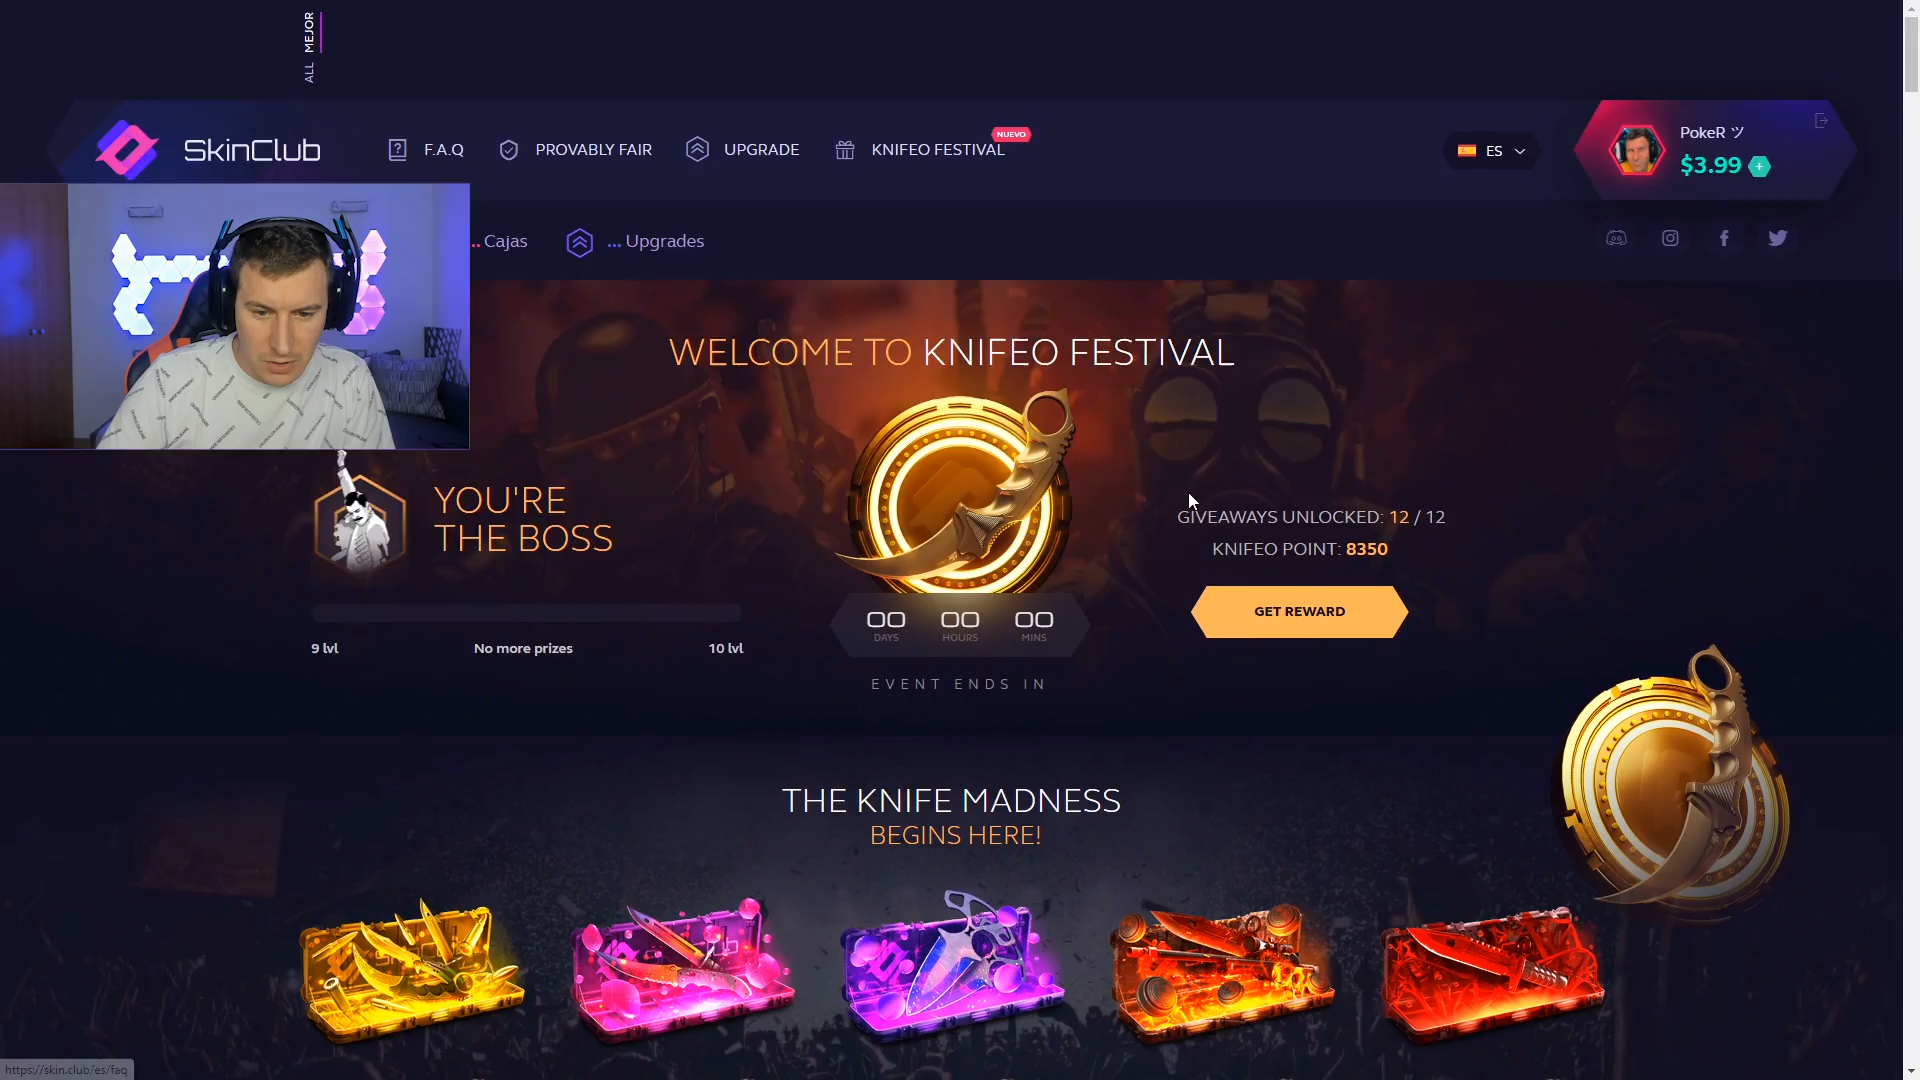 MEJOR
ALL
SkinClub
F.A.Q
PROVABLY FAIR
UPGRADE
KNIFEO FESTIVAL
NUEVO
ES
PokeR ツ
$3.99
... Cajas
... Upgrades
WELCOME TO KNIFEO FESTIVAL
YOU'RE
THE BOSS
9 lvl
No more prizes
10 lvl
00 00 00
DAYS HOURS MINS
EVENT ENDS IN
GIVEAWAYS UNLOCKED: 12 / 12
KNIFEO POINT: 8350
GET REWARD
THE KNIFE MADNESS
BEGINS HERE!
https://skin.club/es/faq